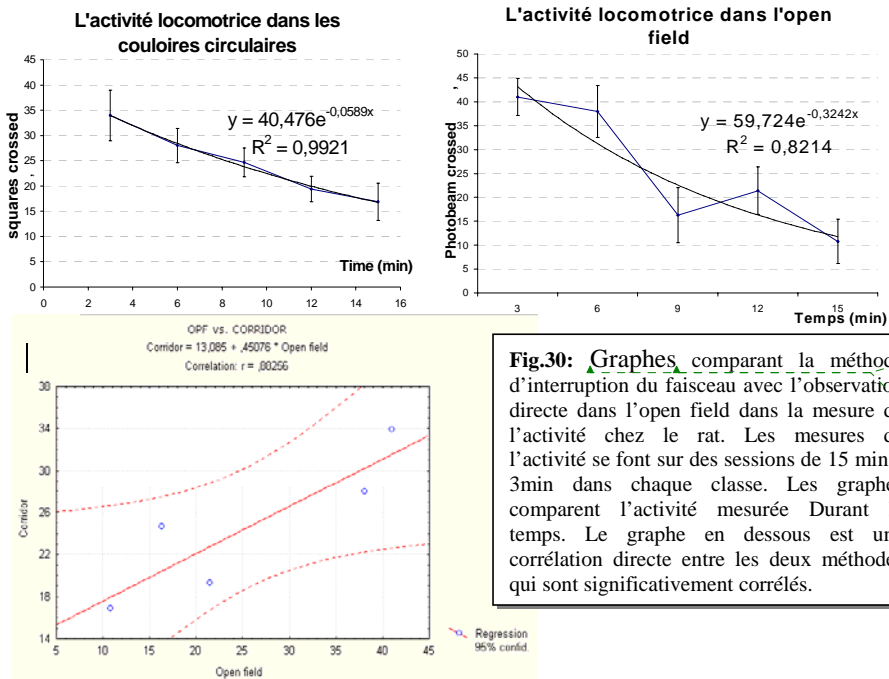 L'activité locomotrice dans les
couloires circulaires
45
40
35
30
25
20
15
10
5
0
squares crossed
y = 40,476e-0,0589x
R2 = 0,9921
Time (min)
0 2 4 6 8 10 12 14 16
L'activité locomotrice dans l'open
field
50
45
40
35
30
25
20
15
10
5
0
Photobeam crossed
y = 59,724e-0,3242x
R2 = 0,8214
3 6 9 12 15
Temps (min)
OPF vs. CORRIDOR
Corridor = 13,085 + ,45076 * Open field
Correlation: r = ,88256
38
34
30
26
22
18
14
Corridor
5 10 15 20 25 30 35 40 45
Open field
Regression
95% confid.
Fig.30: Graphes comparant la méthod
d'interruption du faisceau avec l'observatio
directe dans l'open field dans la mesure d
l'activité chez le rat. Les mesures d
l'activité se font sur des sessions de 15 min
3min dans chaque classe. Les graphe
comparent l'activité mesurée Durant
temps. Le graphe en dessous est un
corrélation directe entre les deux méthode
qui sont significativement corrélés.